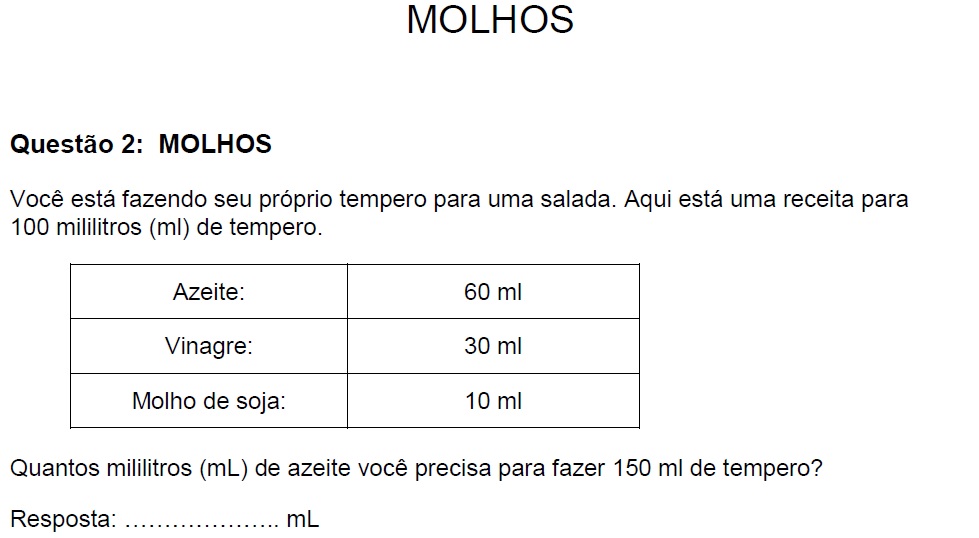 MOLHOS
Questão 2: MOLHOS
Você está fazendo seu próprio tempero para uma salada. Aqui está uma receita para
100 mililitros (ml) de tempero.
Azeite: 60 ml
Vinagre: 30 ml
Molho de soja: 10 ml
Quantos mililitros (mL) de azeite você precisa para fazer 150 ml de tempero?
Resposta: ……………….. mL